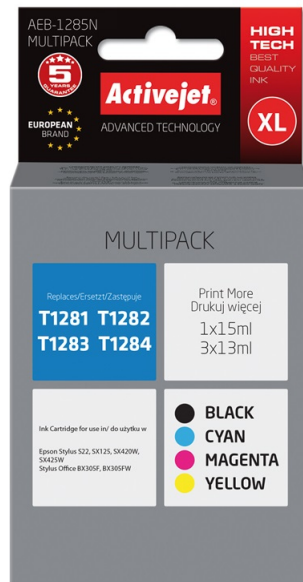 AEB-1285N
MULTIPACK
5
YEARS
GUARANTEE
EUROPEAN
BRAND
Activejet®
ADVANCED TECHNOLOGY
HIGH
TECH
BEST
QUALITY
INK
XL
MULTIPACK
Replaces/Ersetzt/Zastępuje
T1281 T1282
T1283 T1284
Print More
Drukuj więcej
1x15ml
3x13ml
Ink Cartridge for use in/ do użytku w
Epson Stylus S22, SX125, SX420W,
SX425W
Stylus Office BX305F, BX305FW
BLACK
CYAN
MAGENTA
YELLOW